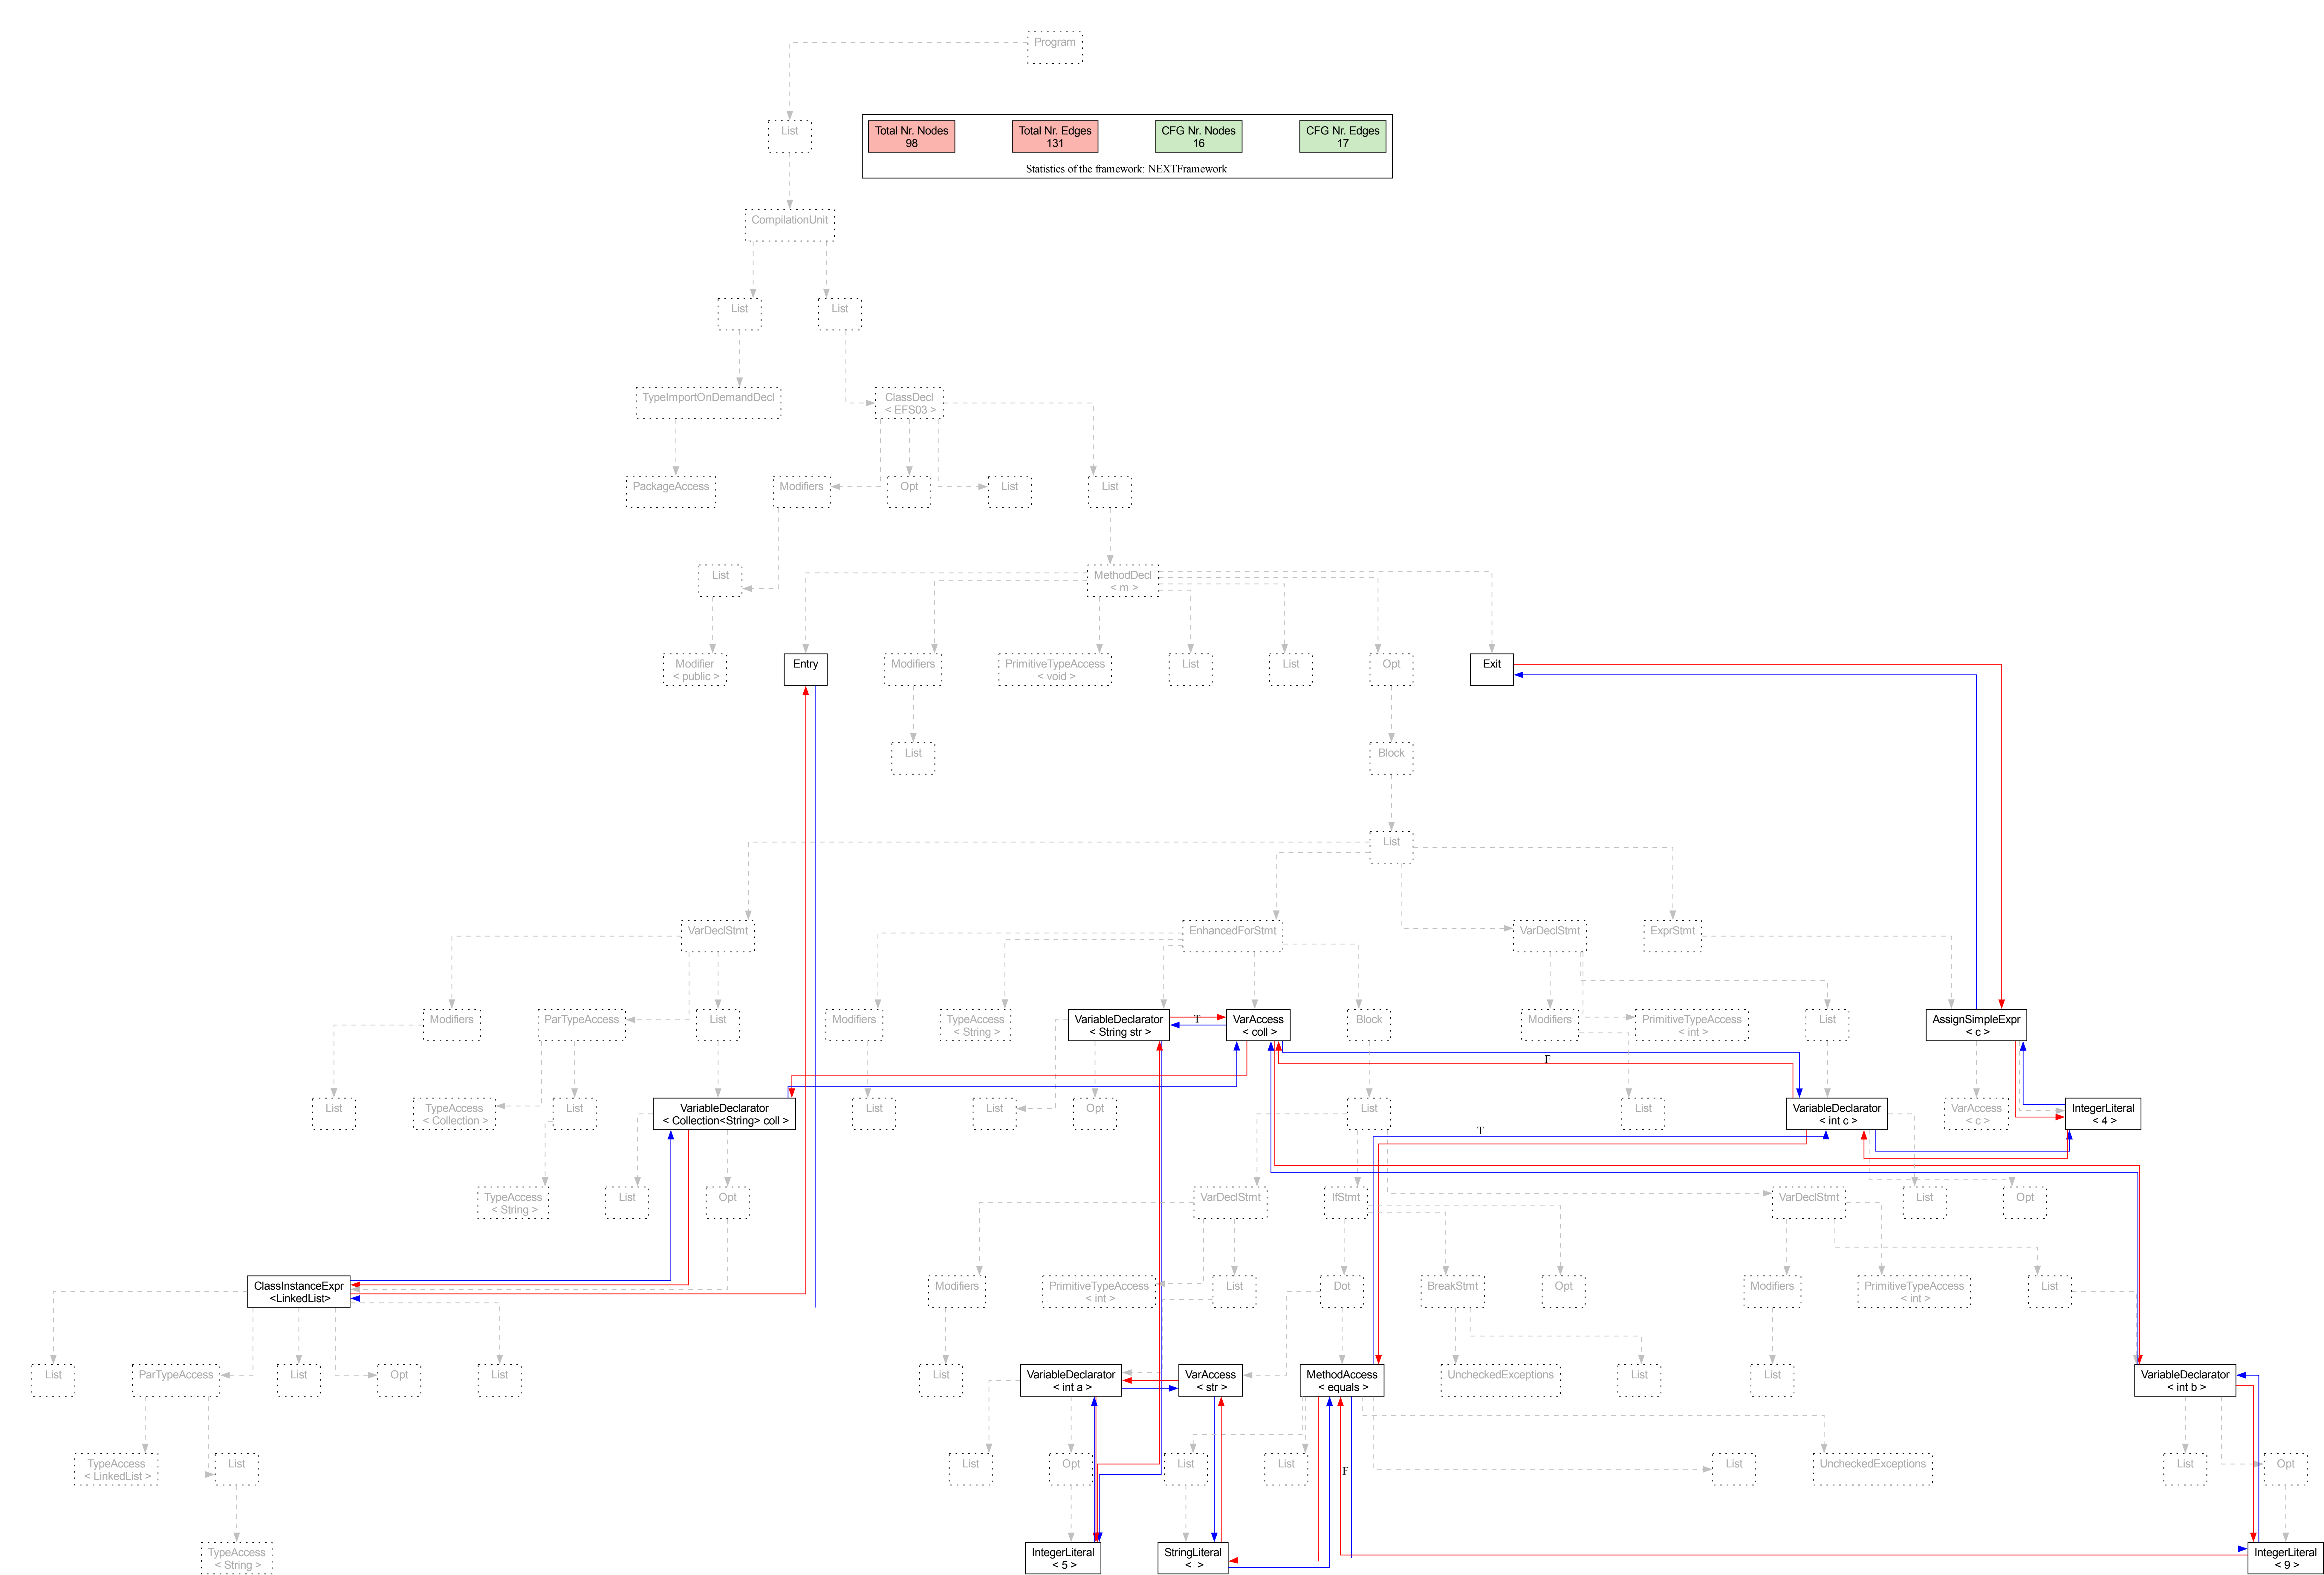 Program
List
Total Nr. Nodes
98
Total Nr. Edges
131
CFG Nr. Nodes
16
CFG Nr. Edges
17
Statistics of the framework: NEXTFramework
CompilationUnit
List
List
TypeImportOnDemandDecl
ClassDecl
< EFS03 >
PackageAccess
Modifiers
Opt
List
List
List
MethodDecl
< m >
Modifier
< public >
Entry
Modifiers
PrimitiveTypeAccess
< void >
List
List
Opt
Exit
List
Block
List
VarDeclStmt
EnhancedForStmt
VarDeclStmt
ExprStmt
Modifiers
ParTypeAccess
List
Modifiers
TypeAccess
< String >
VariableDeclarator
< String str >
T
VarAccess
< coll >
Block
Modifiers
PrimitiveTypeAccess
< int >
List
AssignSimpleExpr
< c >
F
List
TypeAccess
< Collection >
List
VariableDeclarator
< Collection<String> coll >
List
List
Opt
List
List
VariableDeclarator
< int c >
VarAccess
< c >
IntegerLiteral
< 4 >
T
TypeAccess
< String >
List
Opt
VarDeclStmt
IfStmt
VarDeclStmt
List
Opt
ClassInstanceExpr
<LinkedList>
Modifiers
PrimitiveTypeAccess
< int >
List
Dot
BreakStmt
Opt
Modifiers
PrimitiveTypeAccess
< int >
List
List
ParTypeAccess
List
Opt
List
List
VariableDeclarator
< int a >
VarAccess
< str >
MethodAccess
< equals >
UncheckedExceptions
List
List
VariableDeclarator
< int b >
TypeAccess
< LinkedList >
List
List
Opt
List
List
F
List
UncheckedExceptions
List
Opt
TypeAccess
< String >
IntegerLiteral
< 5 >
StringLiteral
<  >
IntegerLiteral
< 9 >